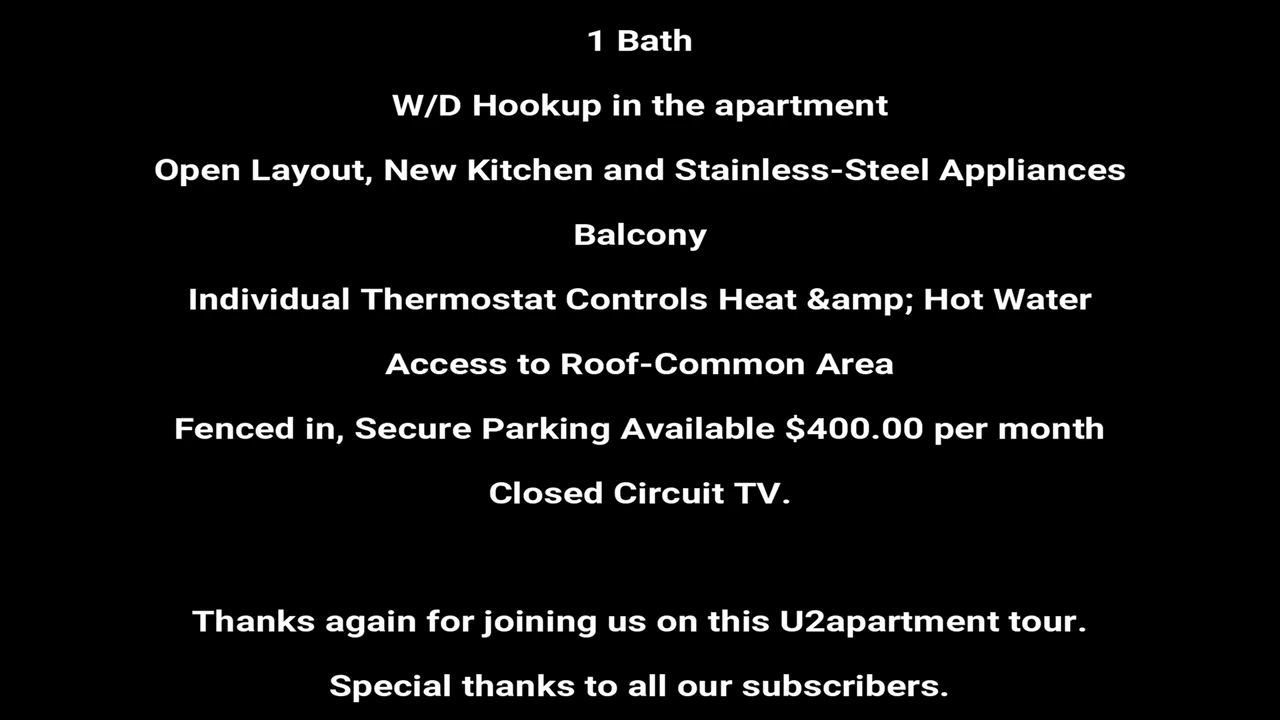 1 Bath
W/D Hookup in the apartment
Open Layout, New Kitchen and Stainless-Steel Appliances
Balcony
Individual Thermostat Controls Heat &amp; Hot Water
Access to Roof-Common Area
Fenced in, Secure Parking Available $400.00 per month
Closed Circuit TV.
Thanks again for joining us on this U2apartment tour.
Special thanks to all our subscribers.